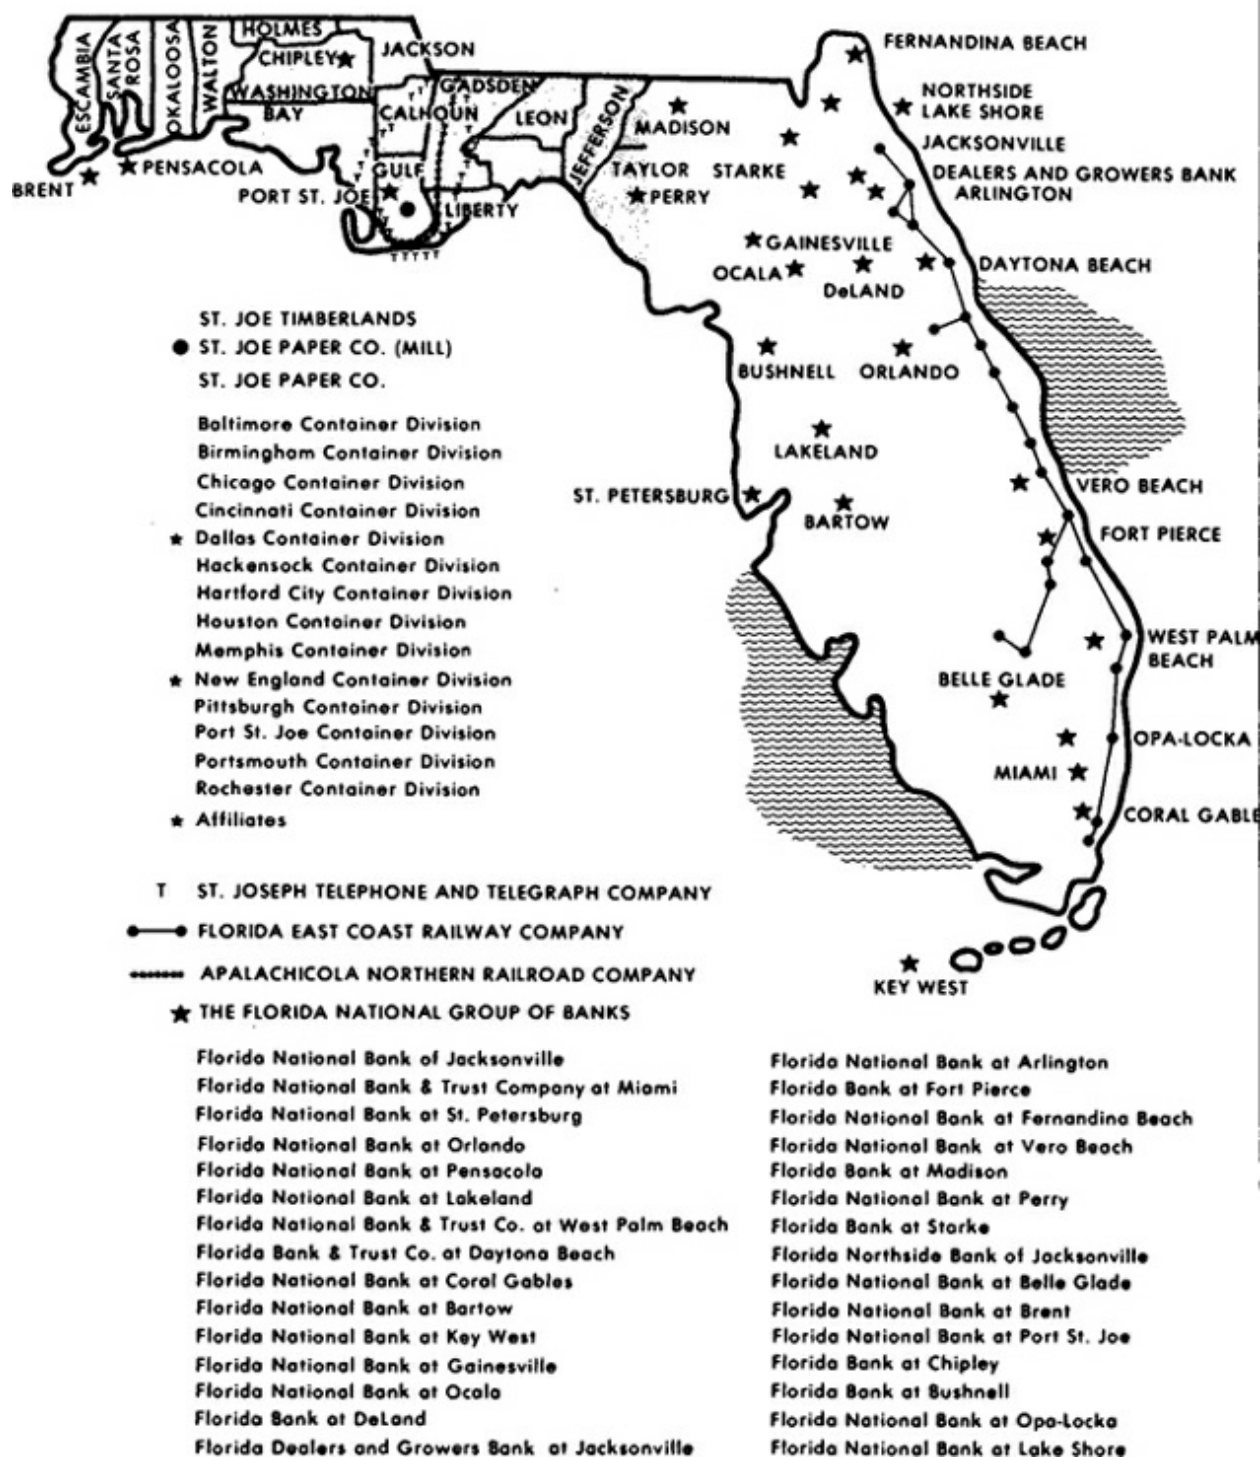 HOLMES
ESCAMBIA
SANTA
ROSA
OKALOOSA
WALTON
CHIPLEY
JACKSON
WASHINGTON
BAY
GADSDEN
CALHOUN
LEON
JEFFERSON
MADISON
TAYLOR
PERRY
BRENT
PENSACOLA
GULF
PORT ST. JOE
LIBERTY
FERNANDINA BEACH
NORTHSIDE
LAKE SHORE
JACKSONVILLE
STARKE
DEALERS AND GROWERS BANK
ARLINGTON
GAINESVILLE
OCALA
DeLAND
DAYTONA BEACH
BUSHNELL
ORLANDO
LAKELAND
ST. PETERSBURG
BARTOW
VERO BEACH
FORT PIERCE
WEST PALM
BEACH
BELLE GLADE
OPA-LOCKA
MIAMI
CORAL GABLE
KEY WEST
ST. JOE TIMBERLANDS
ST. JOE PAPER CO. (MILL)
ST. JOE PAPER CO.
Baltimore Container Division
Birmingham Container Division
Chicago Container Division
Cincinnati Container Division
★ Dallas Container Division
Hackensock Container Division
Hartford City Container Division
Houston Container Division
Memphis Container Division
★ New England Container Division
Pittsburgh Container Division
Port St. Joe Container Division
Portsmouth Container Division
Rochester Container Division
★ Affiliates
T ST. JOSEPH TELEPHONE AND TELEGRAPH COMPANY
FLORIDA EAST COAST RAILWAY COMPANY
APALACHICOLA NORTHERN RAILROAD COMPANY
★ THE FLORIDA NATIONAL GROUP OF BANKS
Florida National Bank of Jacksonville
Florida National Bank & Trust Company at Miami
Florida National Bank at St. Petersburg
Florida National Bank at Orlando
Florida National Bank at Pensacola
Florida National Bank at Lakeland
Florida National Bank & Trust Co. at West Palm Beach
Florida Bank & Trust Co. at Daytona Beach
Florida National Bank at Coral Gables
Florida National Bank at Bartow
Florida National Bank at Key West
Florida National Bank at Gainesville
Florida National Bank at Ocala
Florida Bank at DeLand
Florida Dealers and Growers Bank at Jacksonville
Florida National Bank at Arlington
Florida Bank at Fort Pierce
Florida National Bank at Fernandina Beach
Florida National Bank at Vero Beach
Florida Bank at Madison
Florida National Bank at Perry
Florida Bank at Starke
Florida Northside Bank of Jacksonville
Florida National Bank at Belle Glade
Florida National Bank at Brent
Florida National Bank at Port St. Joe
Florida Bank at Chipley
Florida Bank at Bushnell
Florida National Bank at Opa-Locka
Florida National Bank at Lake Shore